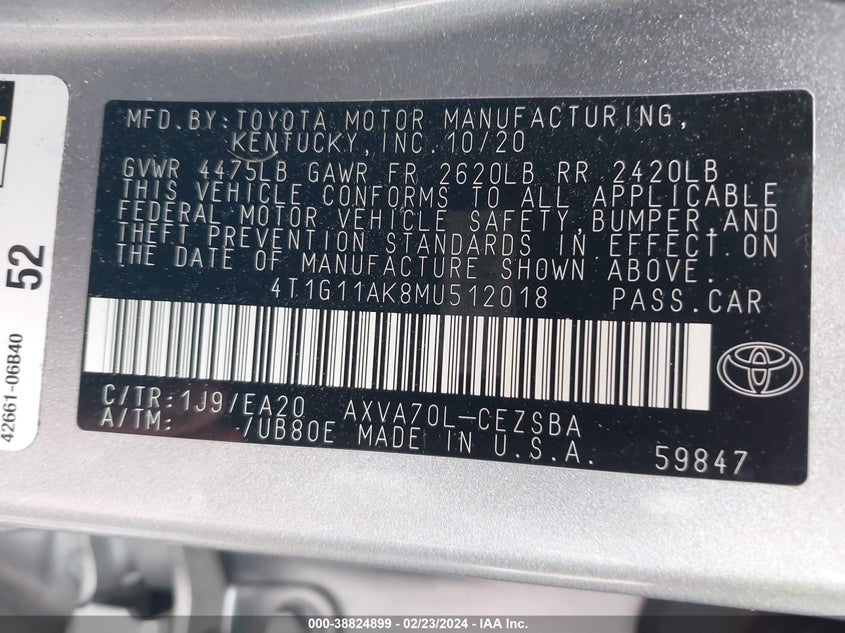 MFD.BY:TOYOTA MOTOR MANUFACTURING,
KENTUCKY,INC.10/20
GVWR 4475LB GAWR FR 2620LB RR 2420LB
THIS VEHICLE CONFORMS TO ALL APPLICABLE
FEDERAL MOTOR VEHICLE SAFETY,BUMPER,AND
THEFT PREVENTION STANDARDS IN EFFECT ON
THE DATE OF MANUFACTURE SHOWN ABOVE.
4T1G11AK8MU512018 PASS.CAR
C/TR:1J9/EA20 AXVA70L-CEZSBA
A/TM: /UB80E MADE IN U.S.A. 59847
52
42661-06B40
000-38824899 / 02/23/2024 - IAA Inc.